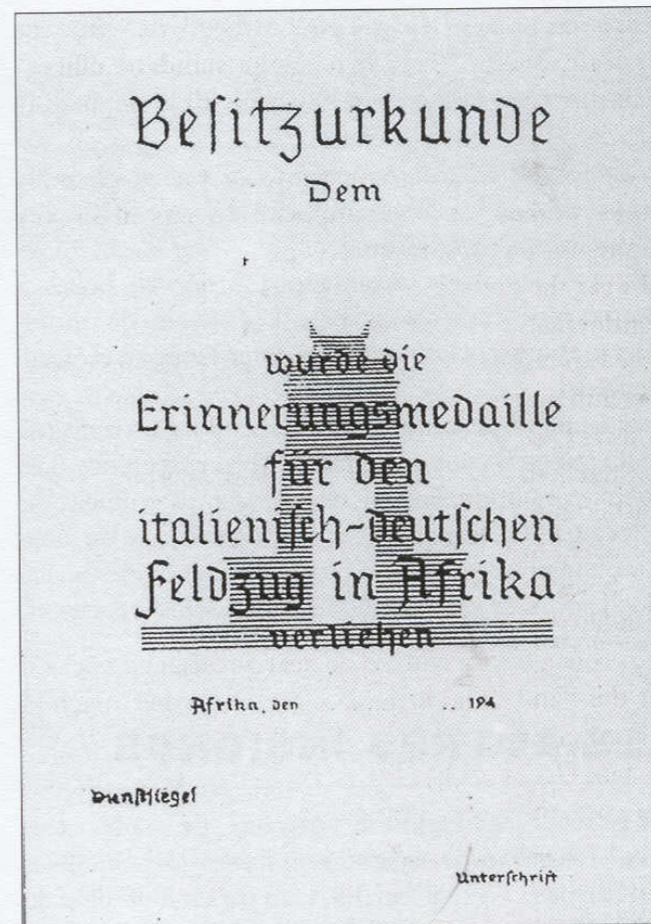 Beſitzurkunde
Dem
wurde die
Erinnerungsmedaille
für den
italieniſch-deutſchen
Feldzug in Afrika
verliehen
Afrika, den .. 194
Dienſtſiegel
Unterſchrift